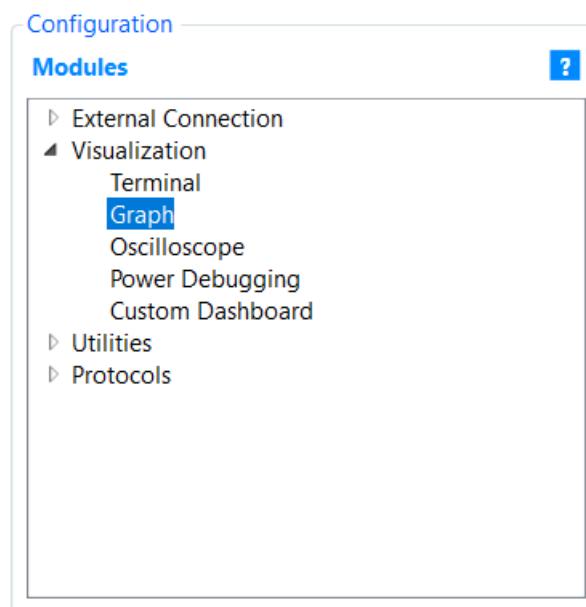 Configuration
Modules ?
External Connection
Visualization
Terminal
Graph
Oscilloscope
Power Debugging
Custom Dashboard
Utilities
Protocols